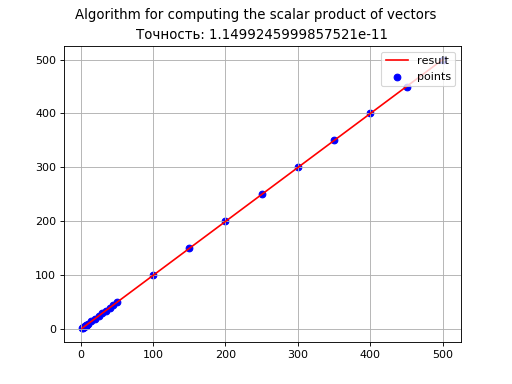 Algorithm for computing the scalar product of vectors
Точность: 1.1499245999857521e-11
result
points
500
400
300
200
100
0
0 100 200 300 400 500